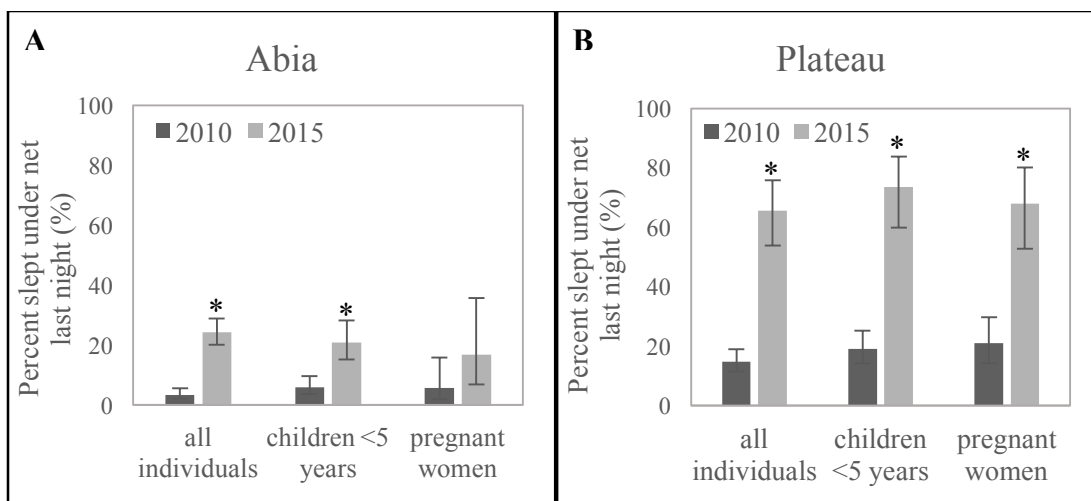 A
Abia
100
80
60
40
20
0
2010 2015
Percent slept under net
last night (%)
*
*
all
individuals
children <5
years
pregnant
women
B
Plateau
100
80
60
40
20
0
2010 2015
Percent slept under net
last night (%)
*
*
*
all
individuals
children
<5 years
pregnant
women